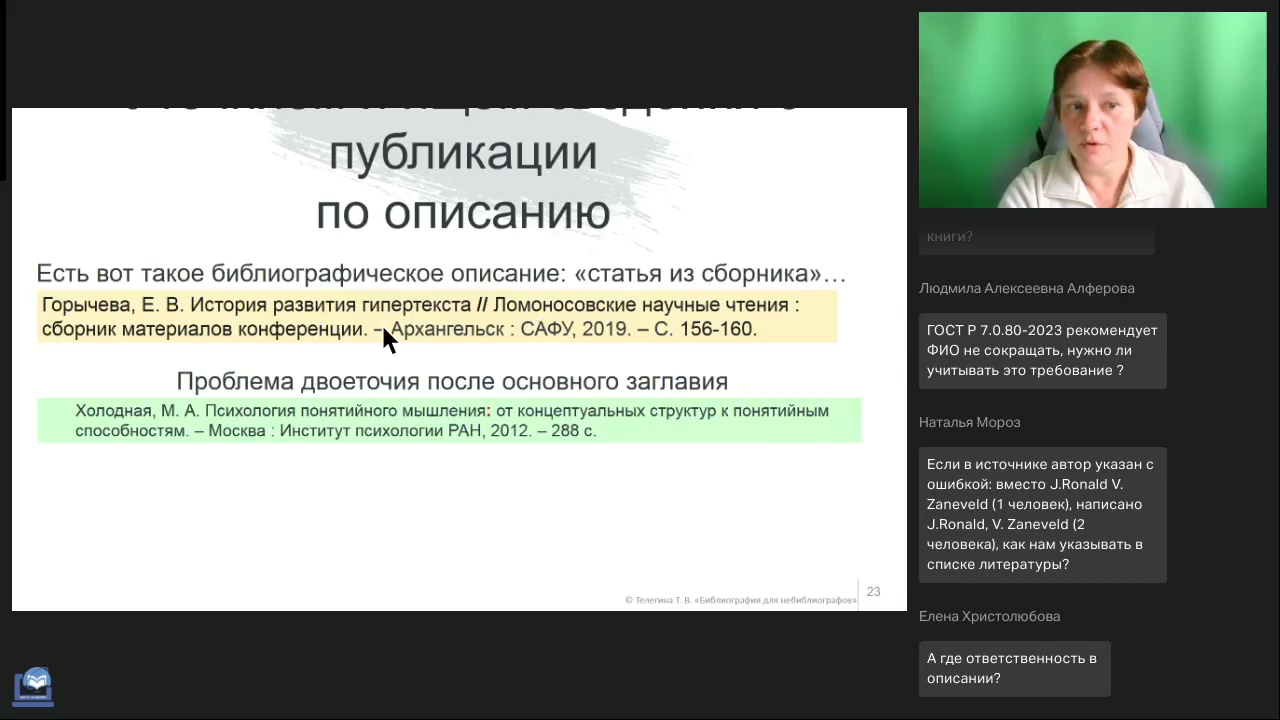 публикации
по описанию
Есть вот такое библиографическое описание: «статья из сборника»…
Горычева, Е. В. История развития гипертекста // Ломоносовские научные чтения :
сборник материалов конференции. – Архангельск : САФУ, 2019. – С. 156-160.
Проблема двоеточия после основного заглавия
Холодная, М. А. Психология понятийного мышления: от концептуальных структур к понятийным
способностям. – Москва : Институт психологии РАН, 2012. – 288 с.
© Телегина Т. В. «Библиография для небиблиографов»
23
книги?
Людмила Алексеевна Алферова
ГОСТ Р 7.0.80-2023 рекомендует
ФИО не сокращать, нужно ли
учитывать это требование ?
Наталья Мороз
Если в источнике автор указан с
ошибкой: вместо J.Ronald V.
Zaneveld (1 человек), написано
J.Ronald, V. Zaneveld (2
человека), как нам указывать в
списке литературы?
Елена Христолюбова
А где ответственность в
описании?